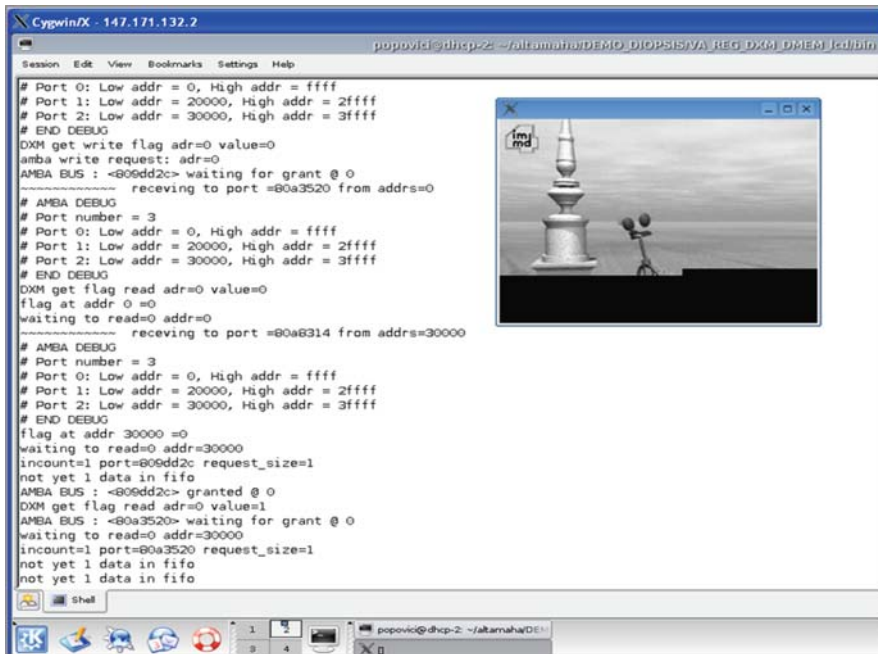 Cygwin/X - 147.171.132.2
popovici@dhcp-2: ~/altamaha/DEMO_DIOPSIS/VA_REG_DXM_DMEM_lcd/bin
Session Edit View Bookmarks Settings Help
# Port 0: Low addr = 0, High addr = ffff
# Port 1: Low addr = 20000, High addr = 2ffff
# Port 2: Low addr = 30000, High addr = 3ffff
# END DEBUG
DXM get write flag adr=0 value=0
amba write request: adr=0
AMBA BUS : <809dd2c> waiting for grant @ 0
~~~~~~~~~~~~ receving to port =80a3520 from addrs=0
# AMBA DEBUG
# Port number = 3
# Port 0: Low addr = 0, High addr = ffff
# Port 1: Low addr = 20000, High addr = 2ffff
# Port 2: Low addr = 30000, High addr = 3ffff
# END DEBUG
DXM get flag read adr=0 value=0
flag at addr 0 =0
waiting to read=0 addr=0
~~~~~~~~~~~~ receving to port =80a8314 from addrs=30000
# AMBA DEBUG
# Port number = 3
# Port 0: Low addr = 0, High addr = ffff
# Port 1: Low addr = 20000, High addr = 2ffff
# Port 2: Low addr = 30000, High addr = 3ffff
# END DEBUG
flag at addr 30000 =0
waiting to read=0 addr=30000
incount=1 port=809dd2c request_size=1
not yet 1 data in fifo
AMBA BUS : <809dd2c> granted @ 0
DXM get flag read adr=0 value=1
AMBA BUS : <80a3520> waiting for grant @ 0
waiting to read=0 addr=30000
incount=1 port=80a3520 request_size=1
not yet 1 data in fifo
not yet 1 data in fifo
Shell
1 2
3 4
popovici@dhcp-2: ~/altamaha/DE